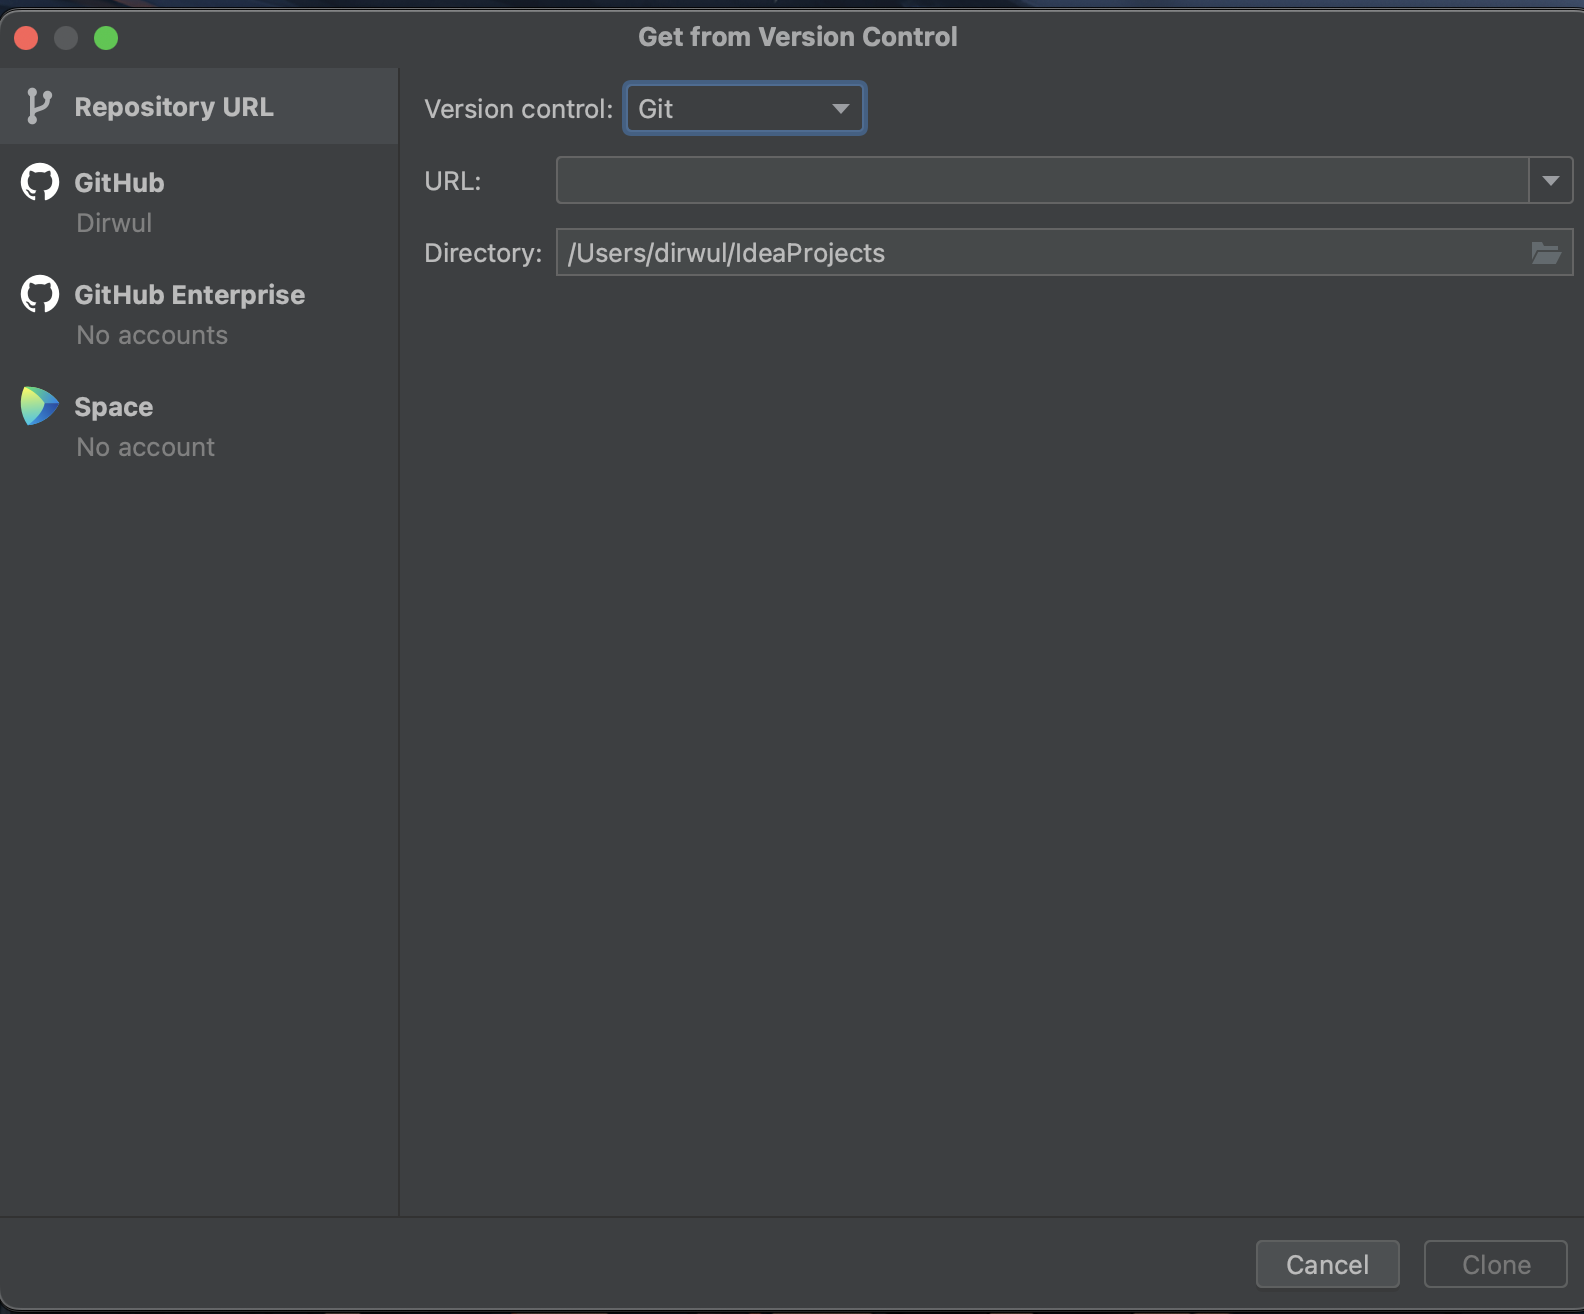 Get from Version Control
Repository URL
GitHub
Dirwul
GitHub Enterprise
No accounts
Space
No account
Version control: Git
URL:
Directory: /Users/dirwul/IdeaProjects
Cancel Clone